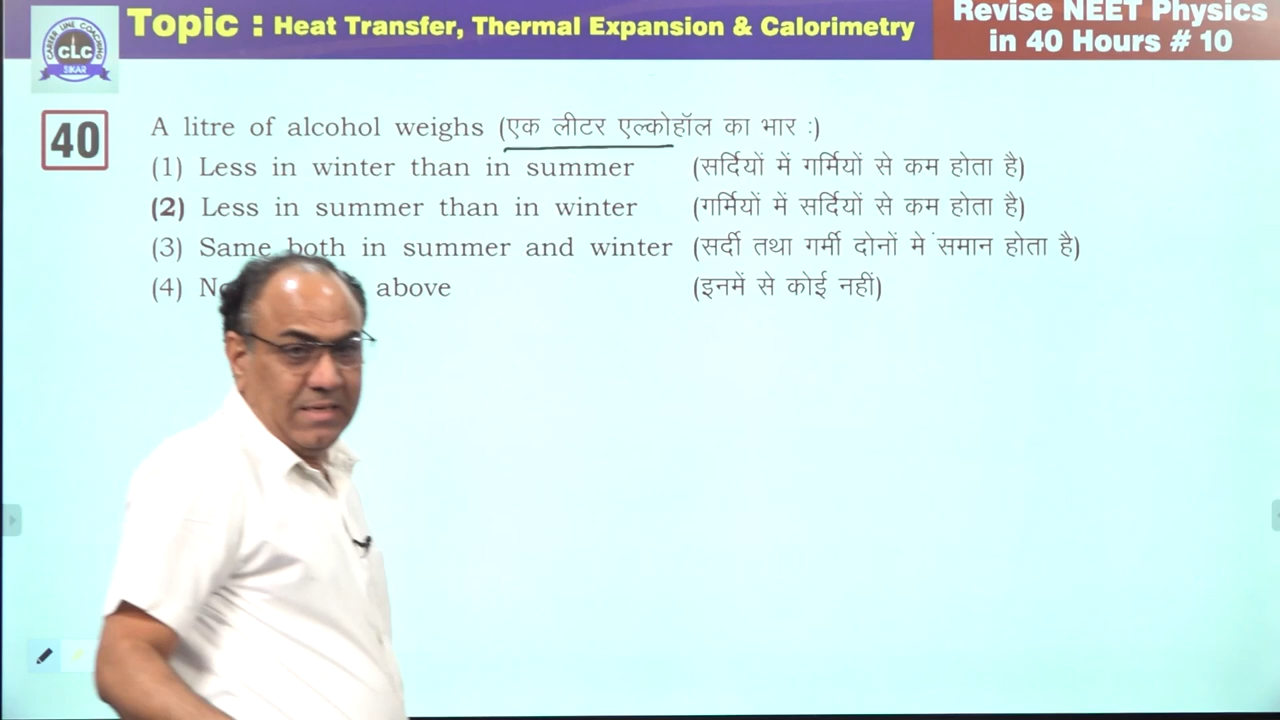 Topic : Heat Transfer, Thermal Expansion & Calorimetry
Revise NEET Physics
in 40 Hours # 10
CAREER LINE COACHING
CLC
SIKAR
40
A litre of alcohol weighs (एक लीटर एल्कोहॉल का भार :)
(1) Less in winter than in summer (सर्दियों में गर्मियों से कम होता है)
(2) Less in summer than in winter (गर्मियों में सर्दियों से कम होता है)
(3) Same both in summer and winter (सर्दी तथा गर्मी दोनों मे ं समान होता है)
(4) above (इनमें से कोई नहीं)